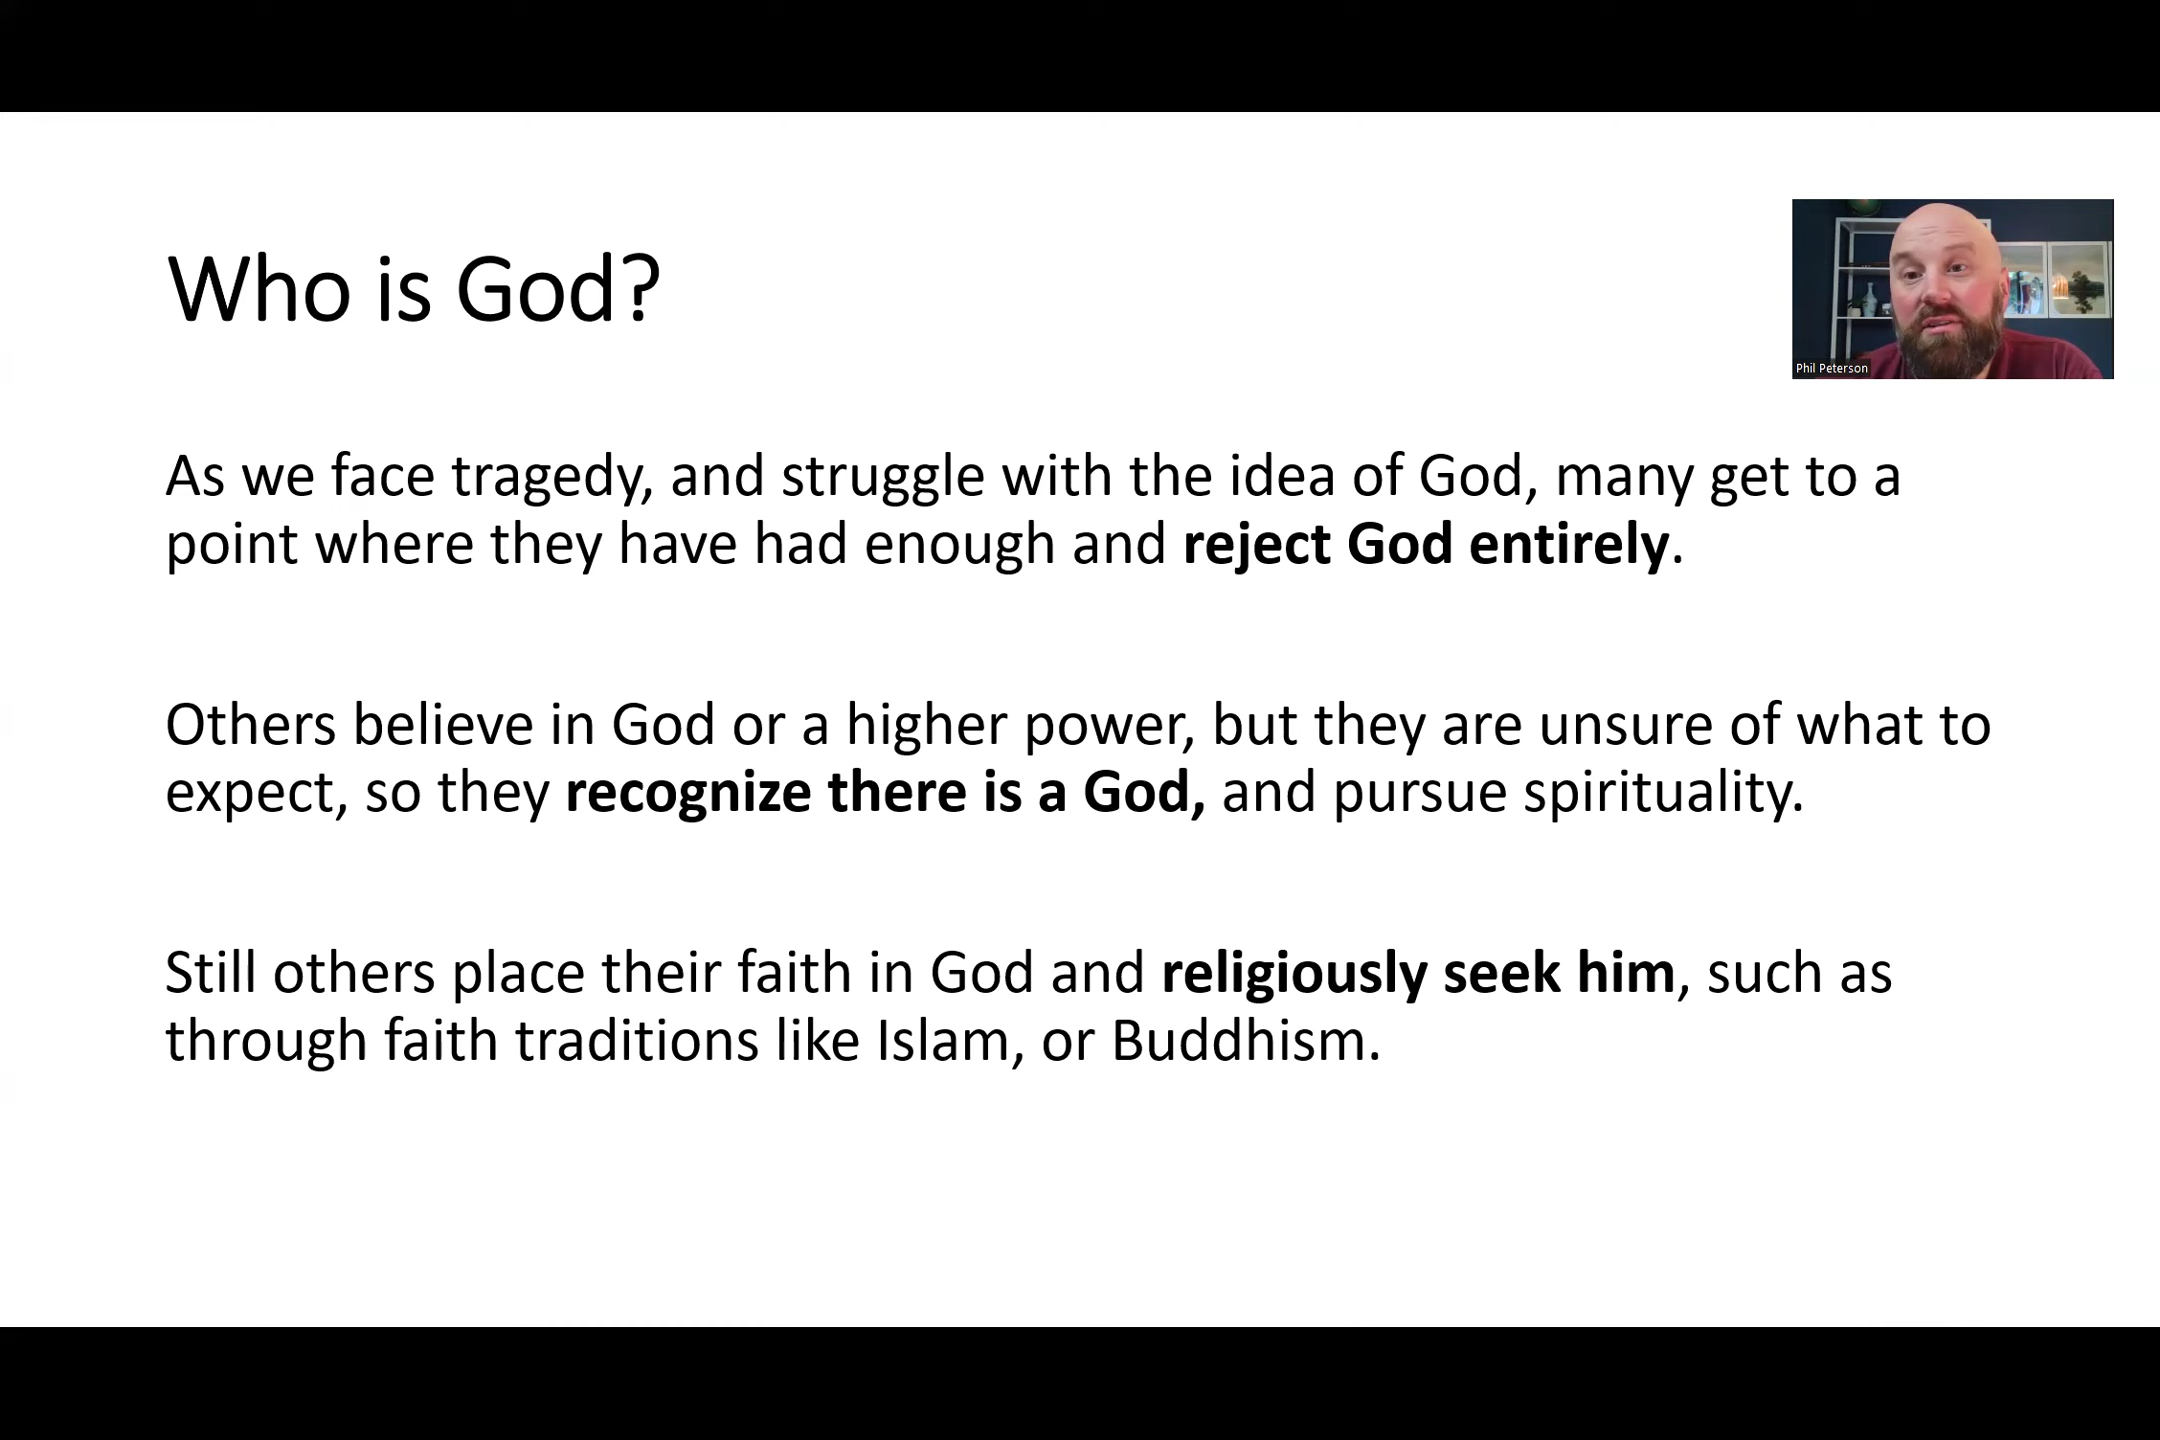 Who is God?
Phil Peterson
As we face tragedy, and struggle with the idea of God, many get to a
point where they have had enough and reject God entirely.
Others believe in God or a higher power, but they are unsure of what to
expect, so they recognize there is a God, and pursue spirituality.
Still others place their faith in God and religiously seek him, such as
through faith traditions like Islam, or Buddhism.